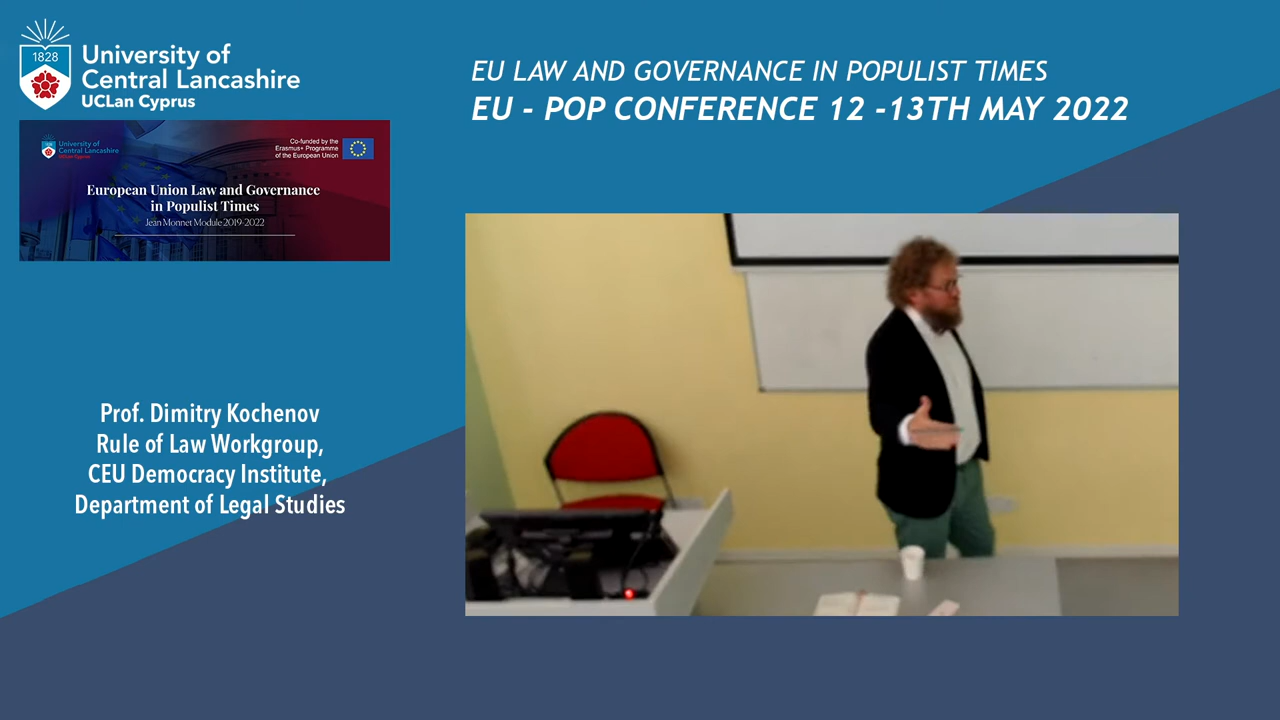 1828
University of
Central Lancashire
UCLan Cyprus
EU LAW AND GOVERNANCE IN POPULIST TIMES
EU - POP CONFERENCE 12 -13TH MAY 2022
University of
Central Lancashire
UCLan Cyprus
Co-funded by the
Erasmus+ Programme
of the European Union
European Union Law and Governance
in Populist Times
Jean Monnet Module 2019-2022
Prof. Dimitry Kochenov
Rule of Law Workgroup,
CEU Democracy Institute,
Department of Legal Studies